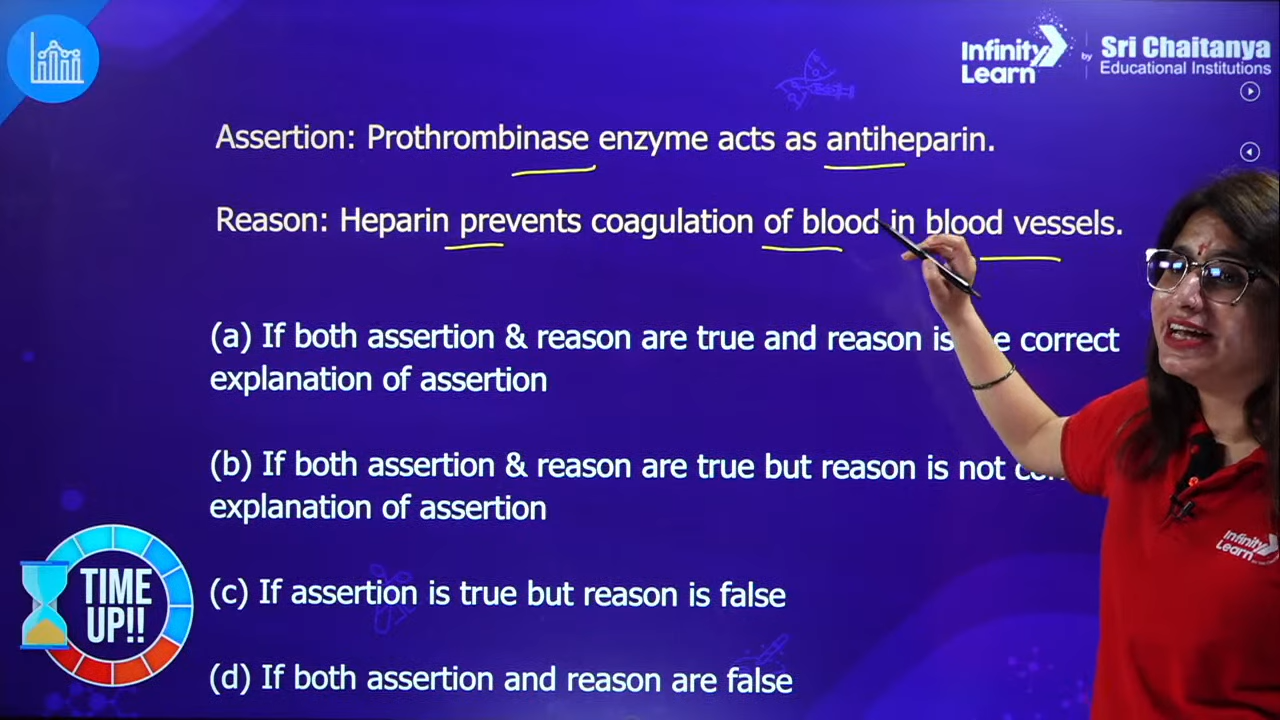 Infinity
Learn
by
Sri Chaitanya
Educational Institutions
Assertion: Prothrombinase enzyme acts as antiheparin.
Reason: Heparin prevents coagulation of blood in blood vessels.
(a) If both assertion & reason are true and reason is correct
explanation of assertion
(b) If both assertion & reason are true but reason is not
explanation of assertion
(c) If assertion is true but reason is false
(d) If both assertion and reason are false
TIME
UP!!
Infinity
Learn